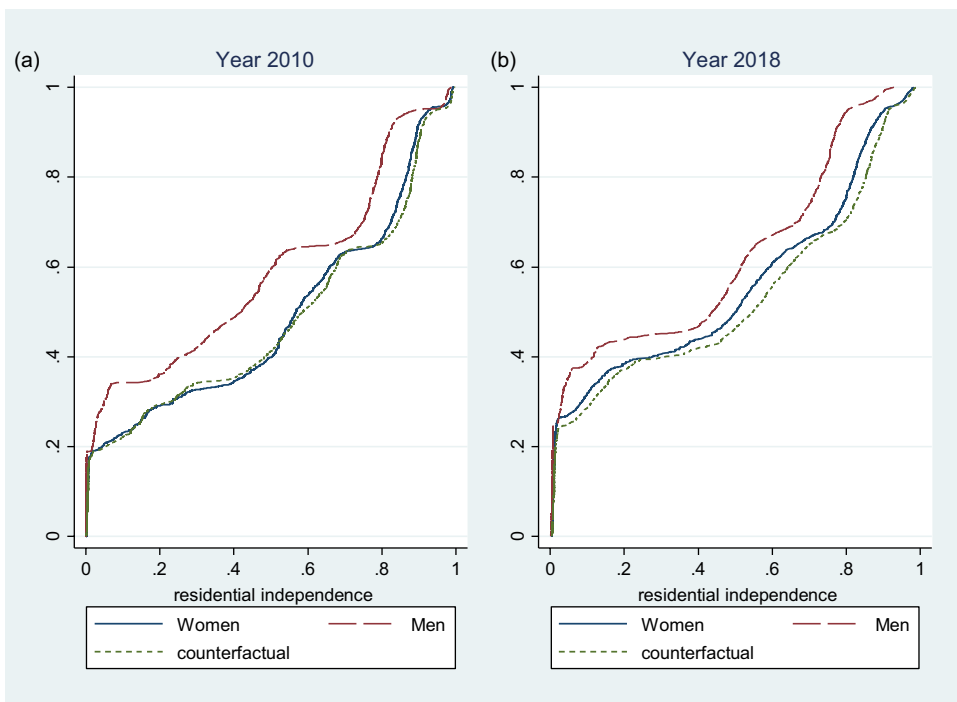 (a)
Year 2010
1
.8
.6
.4
.2
0
0 .2 .4 .6 .8 1
residential independence
Women
Men
counterfactual
(b)
Year 2018
1
.8
.6
.4
.2
0
0 .2 .4 .6 .8 1
residential independence
Women
Men
counterfactual